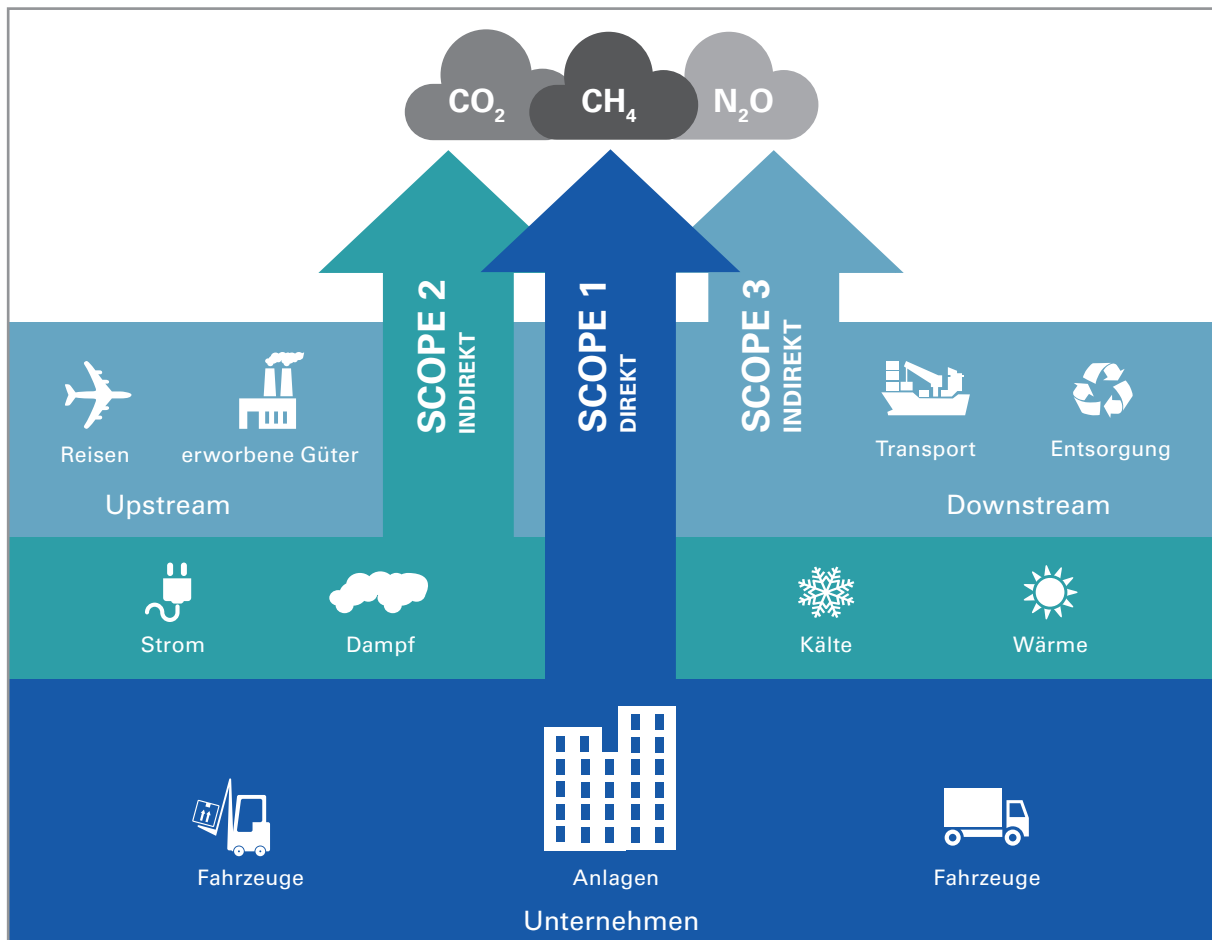 CO₂ CH₄ N₂O
SCOPE 2
INDIREKT
SCOPE 1
DIREKT
SCOPE 3
INDIREKT
Reisen erworbene Güter
Upstream
Transport Entsorgung
Downstream
Strom Dampf Kälte Wärme
Fahrzeuge Anlagen Fahrzeuge
Unternehmen